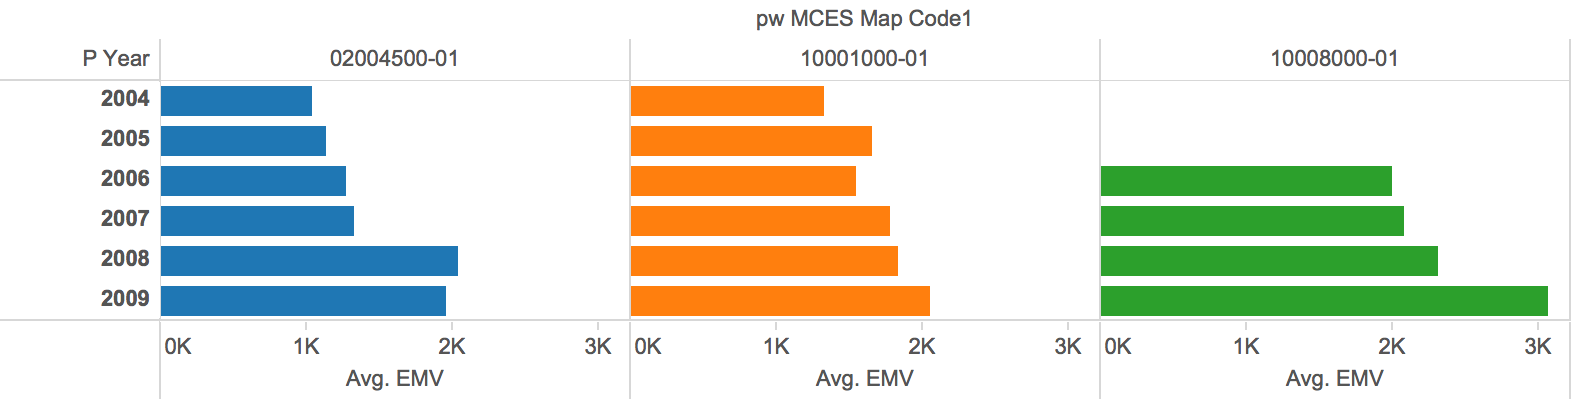 pw MCES Map Code1
P Year 02004500-01 10001000-01 10008000-01
2004
2005
2006
2007
2008
2009
0K 1K 2K 3K 0K 1K 2K 3K 0K 1K 2K 3K
Avg. EMV Avg. EMV Avg. EMV